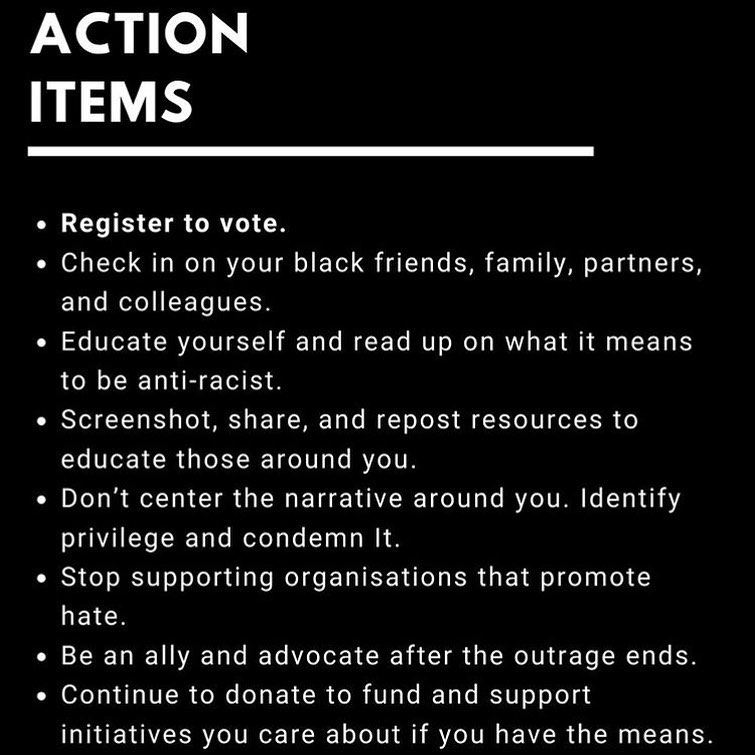 ACTION
ITEMS
• Register to vote.
• Check in on your black friends, family, partners,
and colleagues.
• Educate yourself and read up on what it means
to be anti-racist.
• Screenshot, share, and repost resources to
educate those around you.
• Don’t center the narrative around you. Identify
privilege and condemn It.
• Stop supporting organisations that promote
hate.
• Be an ally and advocate after the outrage ends.
• Continue to donate to fund and support
initiatives you care about if you have the means.